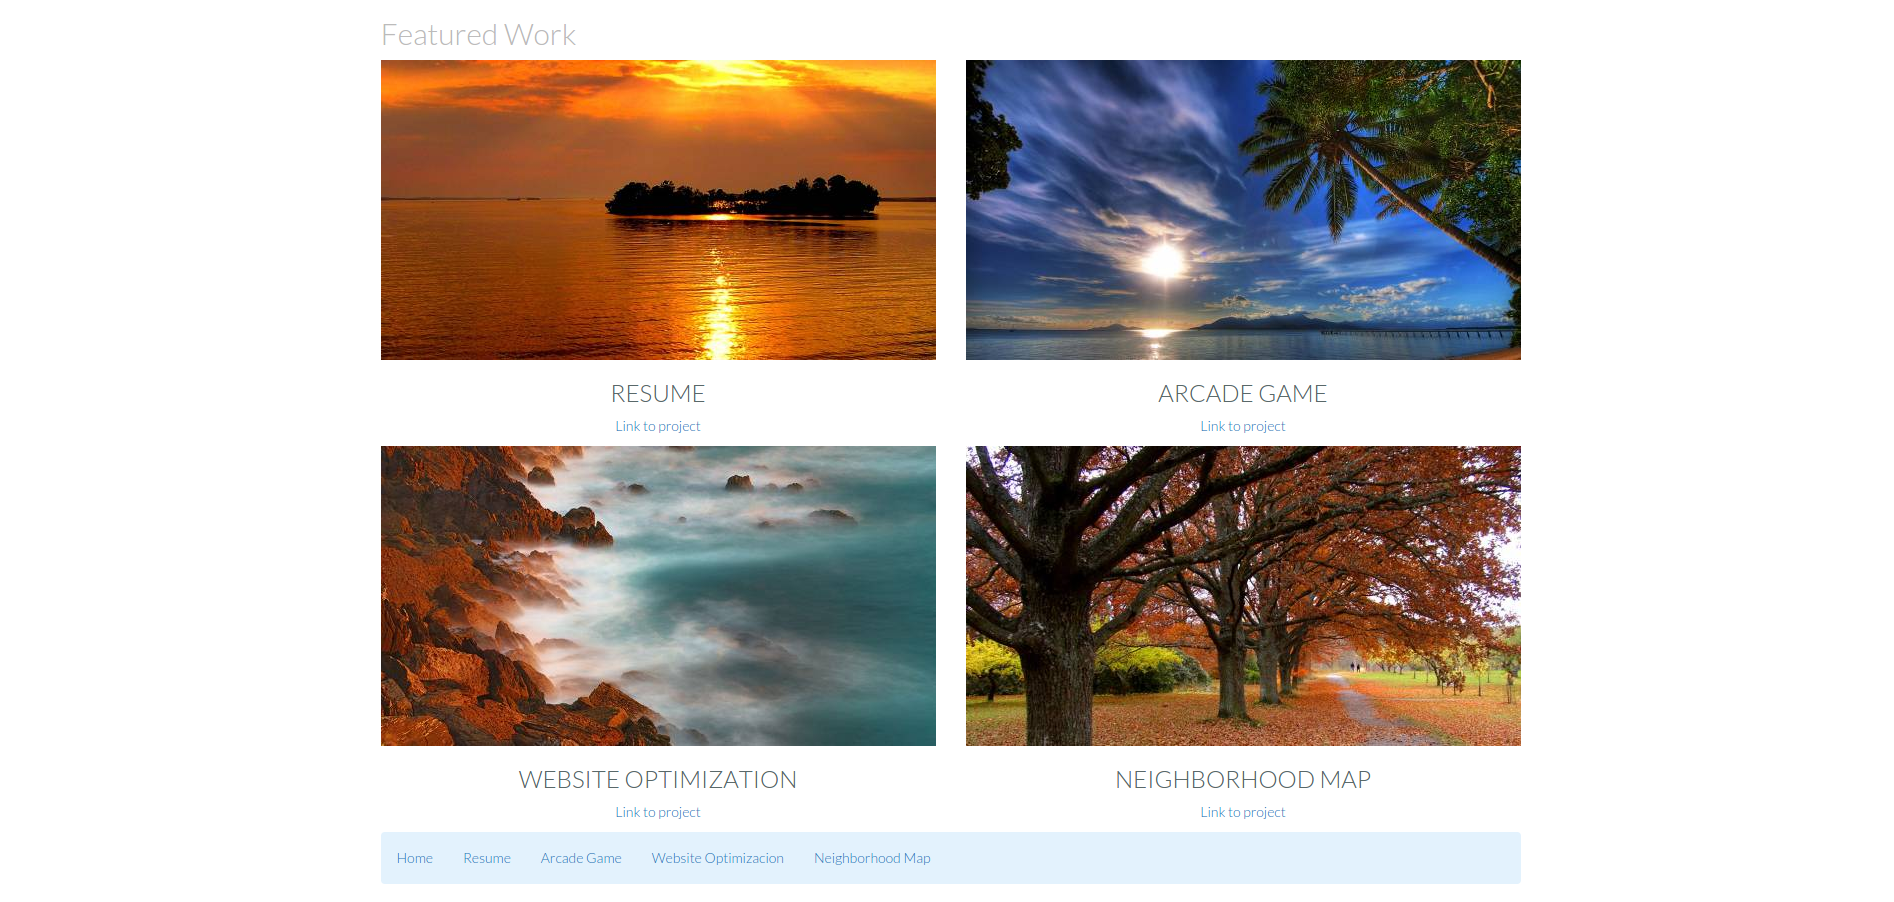 Featured Work
RESUME
Link to project
ARCADE GAME
Link to project
WEBSITE OPTIMIZATION
Link to project
NEIGHBORHOOD MAP
Link to project
Home Resume Arcade Game Website Optimizacion Neighborhood Map